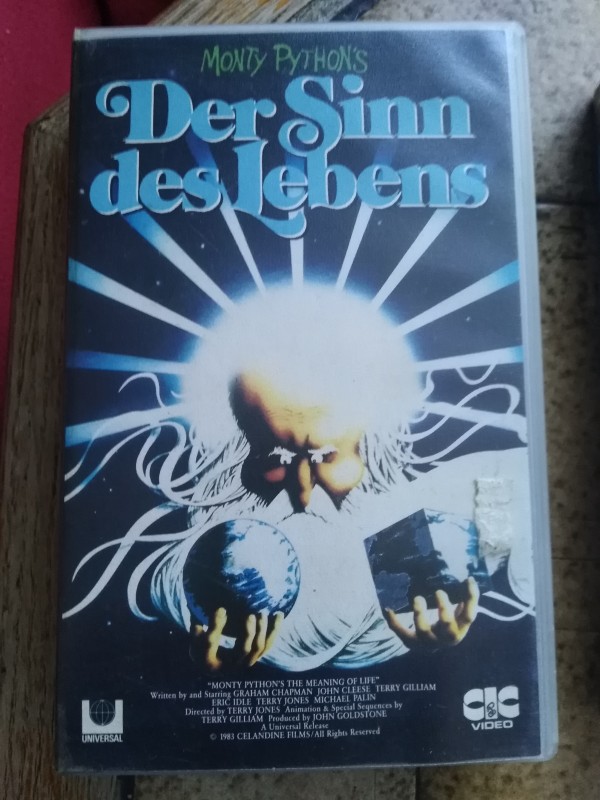 MONTY PYTHON'S
Der Sinn
des Lebens
"MONTY PYTHON'S THE MEANING OF LIFE"
Written by and Starring GRAHAM CHAPMAN JOHN CLEESE TERRY GILLIAM
ERIC IDLE TERRY JONES MICHAEL PALIN
Directed by TERRY JONES Animation & Special Sequences by
TERRY GILLIAM Produced by JOHN GOLDSTONE
A Universal Release
© 1983 CELANDINE FILMS/All Rights Reserved
UNIVERSAL
CIC
VIDEO